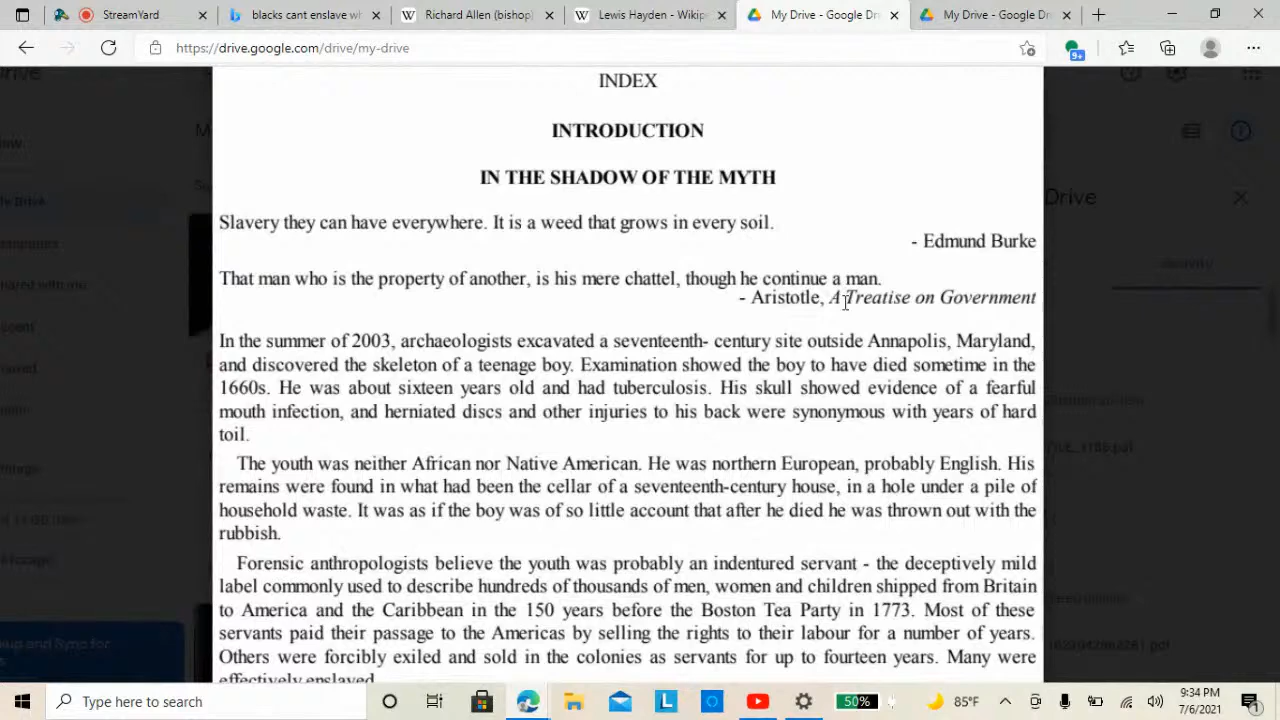 blacks cant enslave wh
Richard Allen (bishop)
Lewis Hayden - Wikip
My Drive - Google Dri
My Drive - Google Dri
https://drive.google.com/drive/my-drive
9+
INDEX
INTRODUCTION
IN THE SHADOW OF THE MYTH
Slavery they can have everywhere. It is a weed that grows in every soil.
- Edmund Burke
That man who is the property of another, is his mere chattel, though he continue a man.
- Aristotle, A Treatise on Government
In the summer of 2003, archaeologists excavated a seventeenth- century site outside Annapolis, Maryland,
and discovered the skeleton of a teenage boy. Examination showed the boy to have died sometime in the
1660s. He was about sixteen years old and had tuberculosis. His skull showed evidence of a fearful
mouth infection, and herniated discs and other injuries to his back were synonymous with years of hard
toil.
The youth was neither African nor Native American. He was northern European, probably English. His
remains were found in what had been the cellar of a seventeenth-century house, in a hole under a pile of
household waste. It was as if the boy was of so little account that after he died he was thrown out with the
rubbish.
Forensic anthropologists believe the youth was probably an indentured servant - the deceptively mild
label commonly used to describe hundreds of thousands of men, women and children shipped from Britain
to America and the Caribbean in the 150 years before the Boston Tea Party in 1773. Most of these
servants paid their passage to the Americas by selling the rights to their labour for a number of years.
Others were forcibly exiled and sold in the colonies as servants for up to fourteen years. Many were
effectively enslaved.
Drive
Type here to search
50%
85°F
9:34 PM
7/6/2021